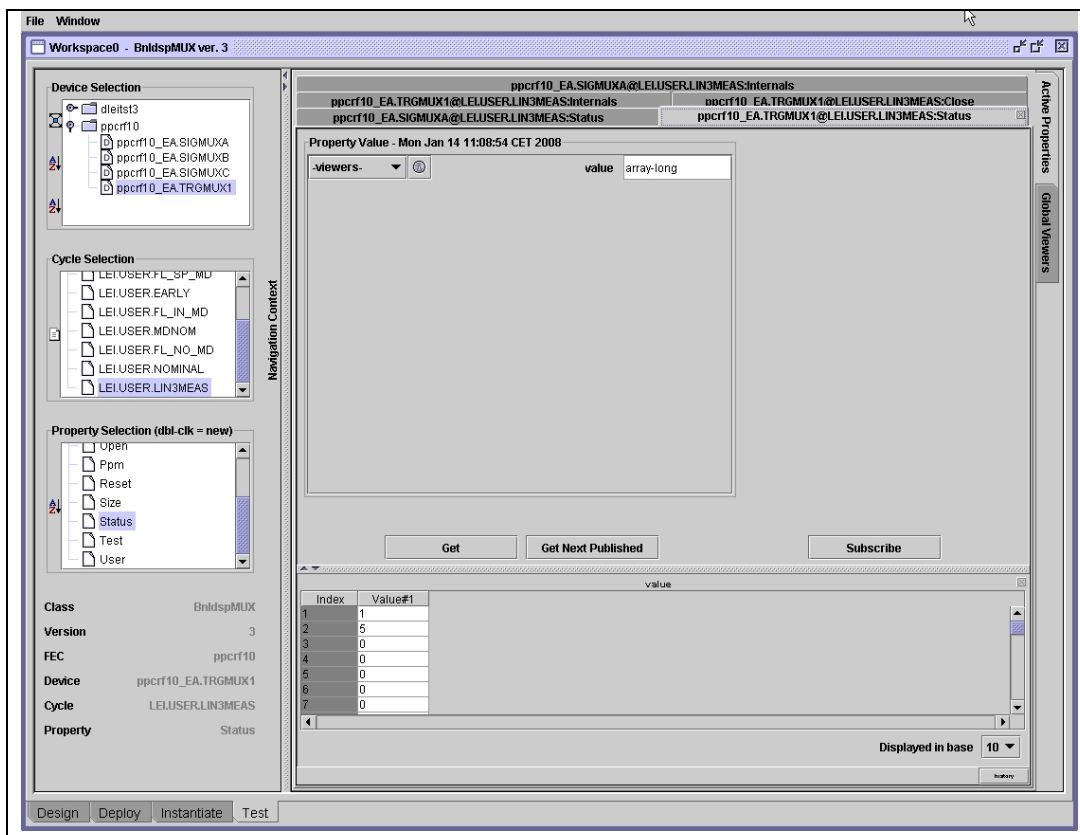 File Window
Workspace0 - BnldspMUX ver. 3
Device Selection
dleitst3
ppcrf10
ppcrf10_EA.SIGMUXA
ppcrf10_EA.SIGMUXB
ppcrf10_EA.SIGMUXC
ppcrf10_EA.TRGMUX1
Cycle Selection
LEI.USER.FL_SP_MD
LEI.USER.EARLY
LEI.USER.FL_IN_MD
LEI.USER.MDNOM
LEI.USER.FL_NO_MD
LEI.USER.NOMINAL
LEI.USER.LIN3MEAS
Property Selection (dbl-clk = new)
Open
Ppm
Reset
Size
Status
Test
User
Class BnldspMUX
Version 3
FEC ppcrf10
Device ppcrf10_EA.TRGMUX1
Cycle LEI.USER.LIN3MEAS
Property Status
Navigation Context
ppcrf10_EA.SIGMUXA@LEI.USER.LIN3MEAS:Internals
ppcrf10_EA.TRGMUX1@LEI.USER.LIN3MEAS:Internals ppcrf10_EA.TRGMUX1@LEI.USER.LIN3MEAS:Close
ppcrf10_EA.SIGMUXA@LEI.USER.LIN3MEAS:Status ppcrf10_EA.TRGMUX1@LEI.USER.LIN3MEAS:Status
Property Value - Mon Jan 14 11:08:54 CET 2008
-viewers- value array-long
Get Get Next Published Subscribe
value
Index Value#1
1 1
2 5
3 0
4 0
5 0
6 0
7 0
Displayed in base 10
history
Active Properties
Global Viewers
Design Deploy Instantiate Test